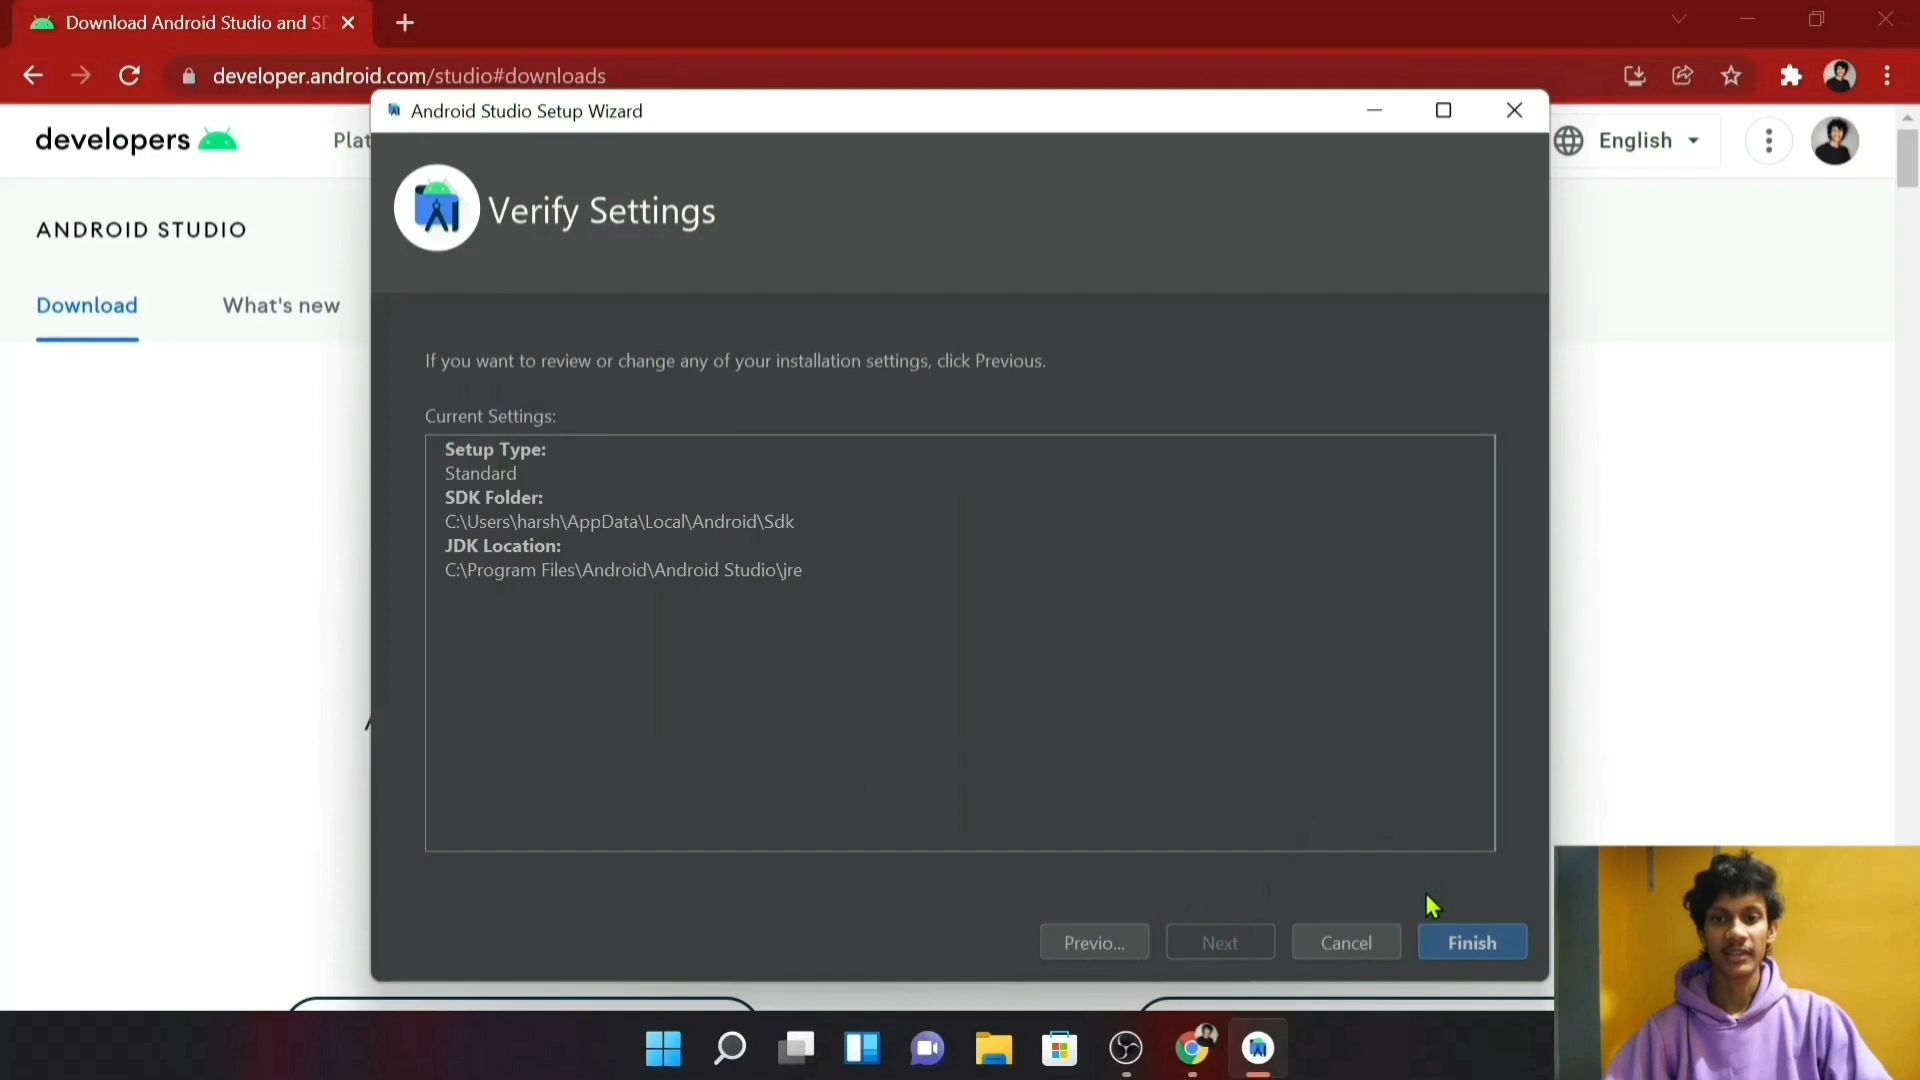 Download Android Studio and S
developer.android.com/studio#downloads
Android Studio Setup Wizard
developers
Plat
English
Verify Settings
ANDROID STUDIO
Download
What's new
If you want to review or change any of your installation settings, click Previous.
Current Settings:
Setup Type:
Standard
SDK Folder:
C:\Users\harsh\AppData\Local\Android\Sdk
JDK Location:
C:\Program Files\Android\Android Studio\jre
Previo...
Next
Cancel
Finish